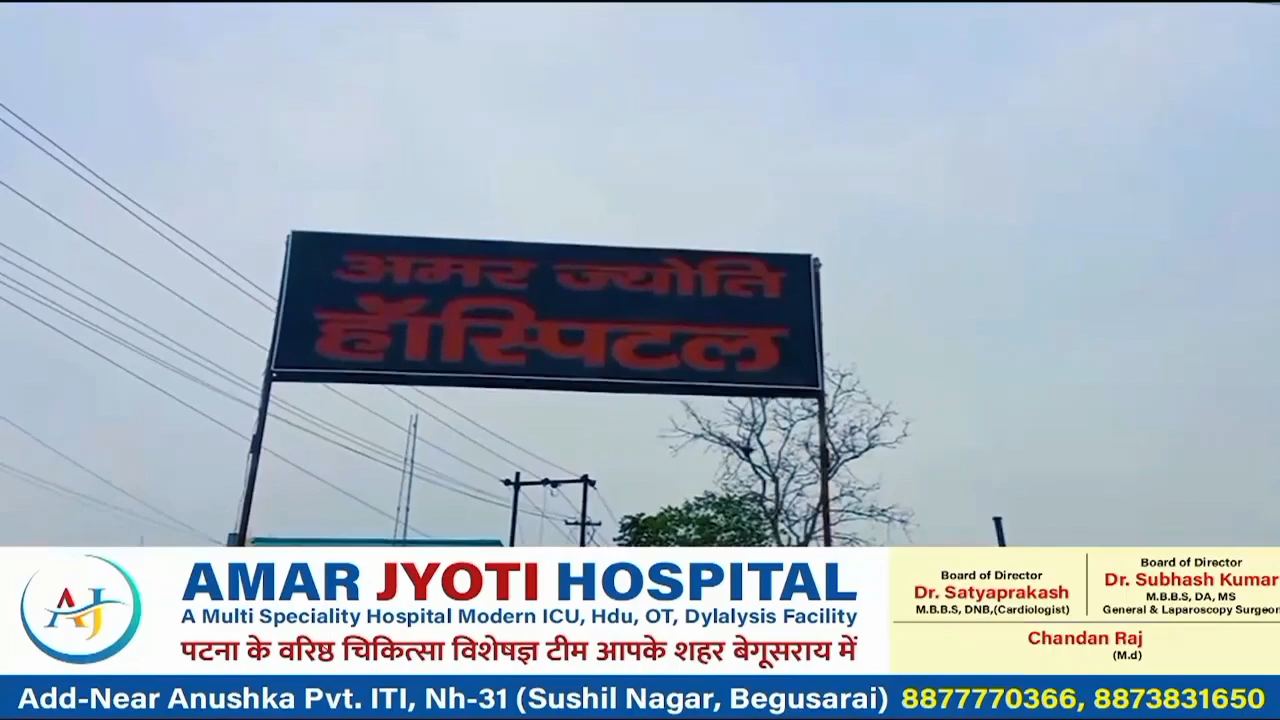 अमर ज्योति
हॉस्पिटल
AJ
AMAR JYOTI HOSPITAL
A Multi Speciality Hospital Modern ICU, Hdu, OT, Dylalysis Facility
पटना के वरिष्ठ चिकित्सा विशेषज्ञ टीम आपके शहर बेगूसराय में
Board of Director
Dr. Satyaprakash
M.B.B.S, DNB,(Cardiologist)
Board of Director
Dr. Subhash Kumar
M.B.B.S, DA, MS
General & Laparoscopy Surgeon
Chandan Raj
(M.d)
Add-Near Anushka Pvt. ITI, Nh-31 (Sushil Nagar, Begusarai) 8877770366, 8873831650